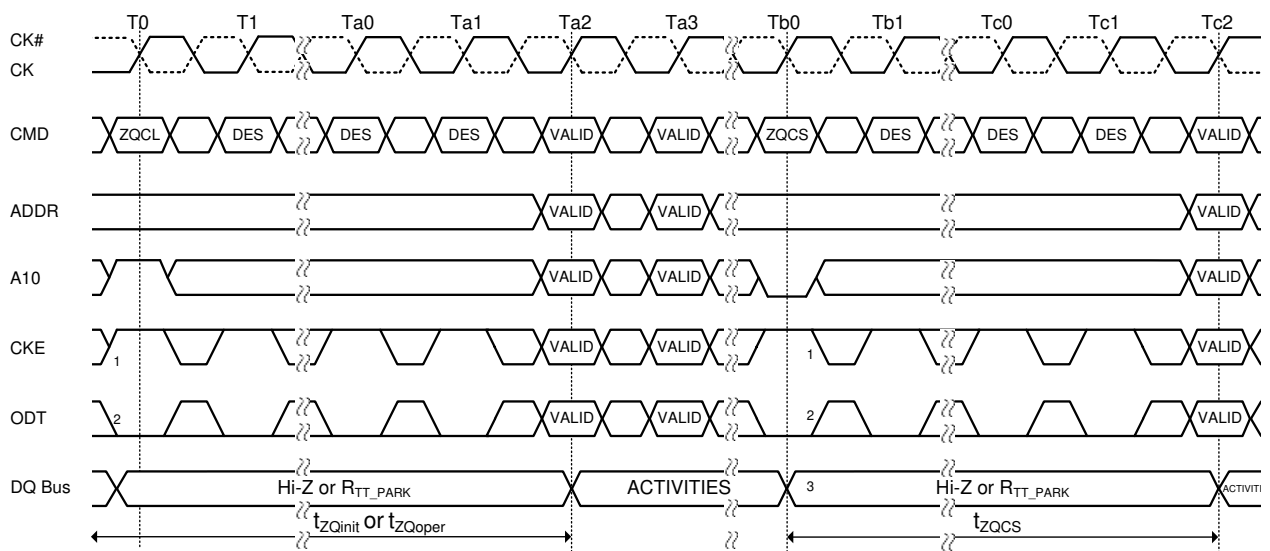 T0 T1 Ta0 Ta1 Ta2 Ta3 Tb0 Tb1 Tc0 Tc1 Tc2
CK#
CK
CMD ZQCL DES DES DES VALID VALID ZQCS DES DES DES VALID
ADDR VALID VALID VALID
A10 VALID VALID VALID
CKE 1 VALID VALID 1 VALID
ODT 2 VALID VALID 2 VALID
DQ Bus Hi-Z or RTT_PARK ACTIVITIES 3 Hi-Z or RTT_PARK
tZQinit or tZQoper tZQCS